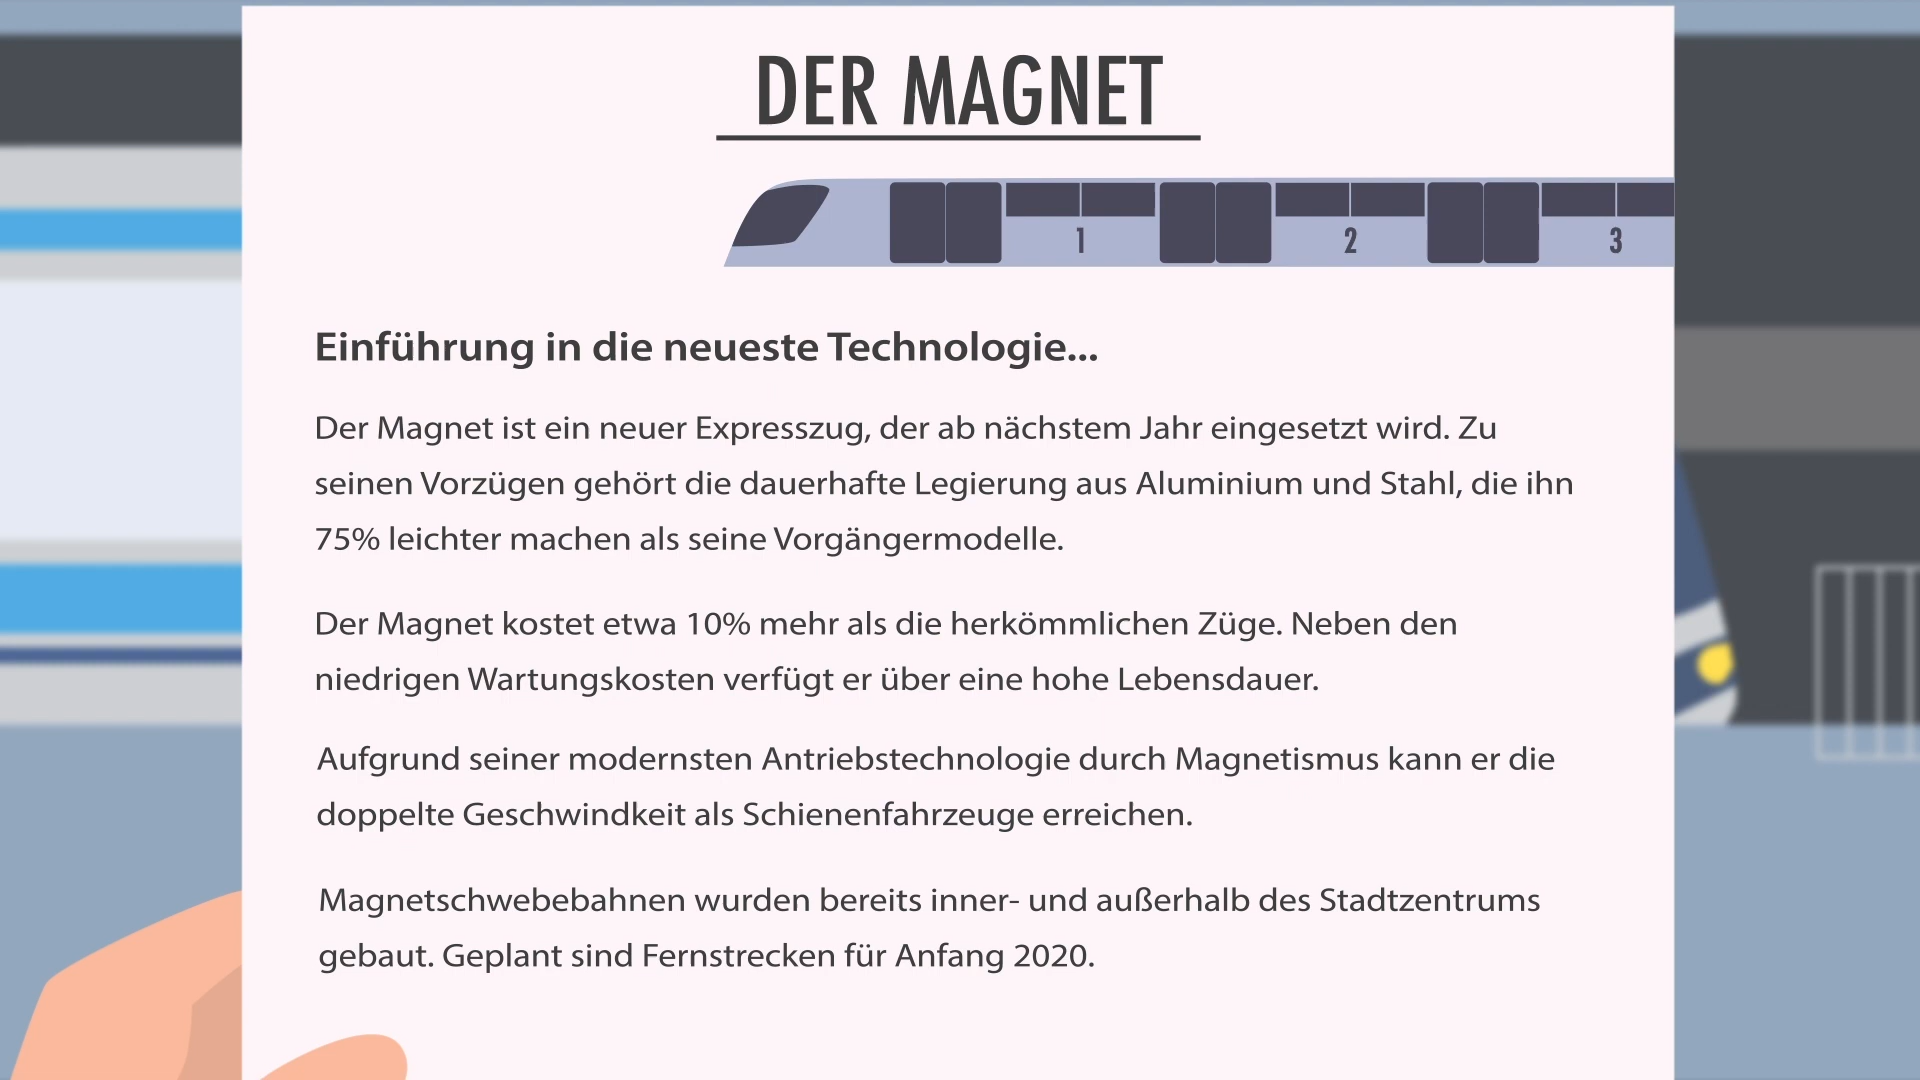 DER MAGNET
1 2 3
Einführung in die neueste Technologie...
Der Magnet ist ein neuer Expresszug, der ab nächstem Jahr eingesetzt wird. Zu
seinen Vorzügen gehört die dauerhafte Legierung aus Aluminium und Stahl, die ihn
75% leichter machen als seine Vorgängermodelle.
Der Magnet kostet etwa 10% mehr als die herkömmlichen Züge. Neben den
niedrigen Wartungskosten verfügt er über eine hohe Lebensdauer.
Aufgrund seiner modernsten Antriebstechnologie durch Magnetismus kann er die
doppelte Geschwindkeit als Schienenfahrzeuge erreichen.
Magnetschwebebahnen wurden bereits inner- und außerhalb des Stadtzentrums
gebaut. Geplant sind Fernstrecken für Anfang 2020.